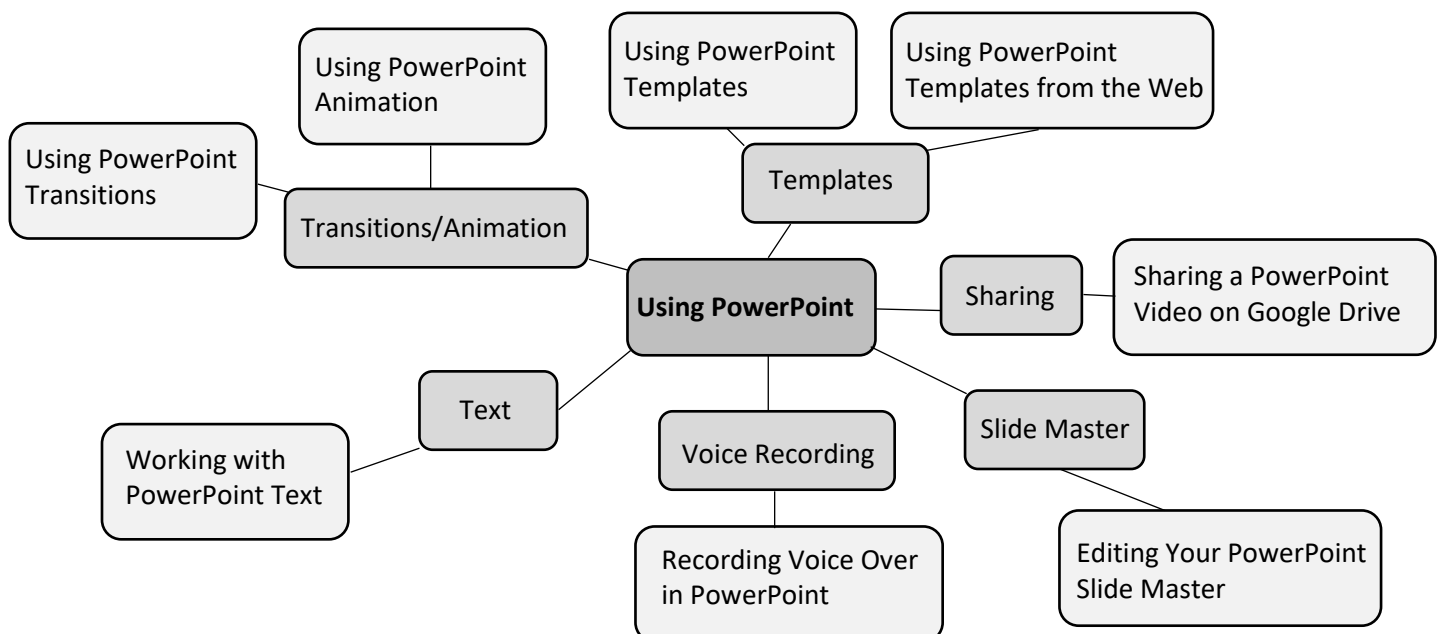 Using PowerPoint
Animation
Using PowerPoint
Templates
Using PowerPoint
Templates from the Web
Using PowerPoint
Transitions
Templates
Transitions/Animation
Using PowerPoint
Sharing
Sharing a PowerPoint
Video on Google Drive
Text
Slide Master
Voice Recording
Working with
PowerPoint Text
Recording Voice Over
in PowerPoint
Editing Your PowerPoint
Slide Master